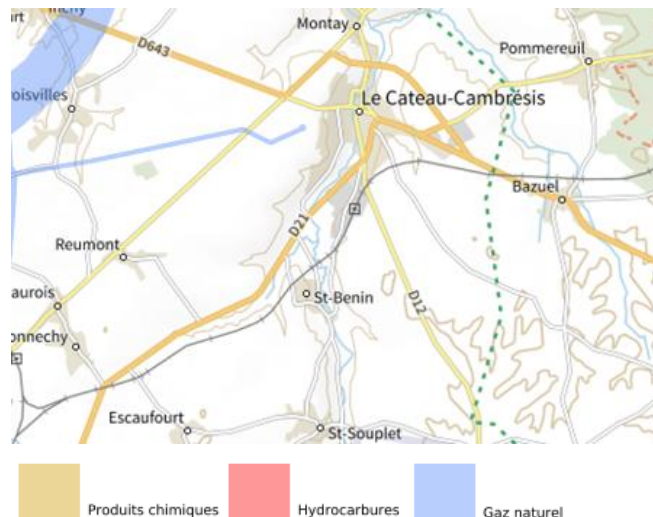 Montay
D643
Pommereuil
oisvilles
Le Cateau-Cambrésis
Bazuel
D21
Reumont
aurois
St-Benin
D12
onnechy
Escaufourt
St-Souplet
Produits chimiques
Hydrocarbures
Gaz naturel